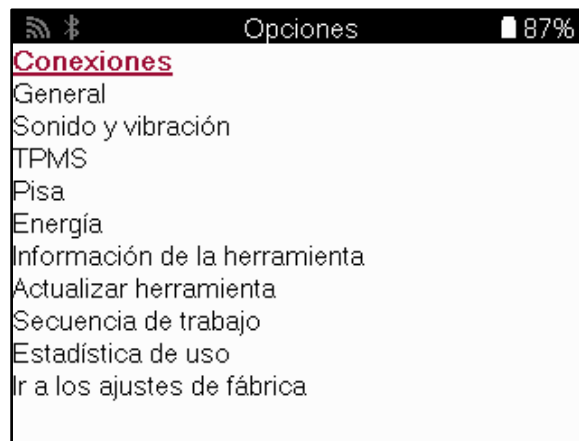 Opciones 87%
Conexiones
General
Sonido y vibración
TPMS
Pisa
Energía
Información de la herramienta
Actualizar herramienta
Secuencia de trabajo
Estadística de uso
Ir a los ajustes de fábrica